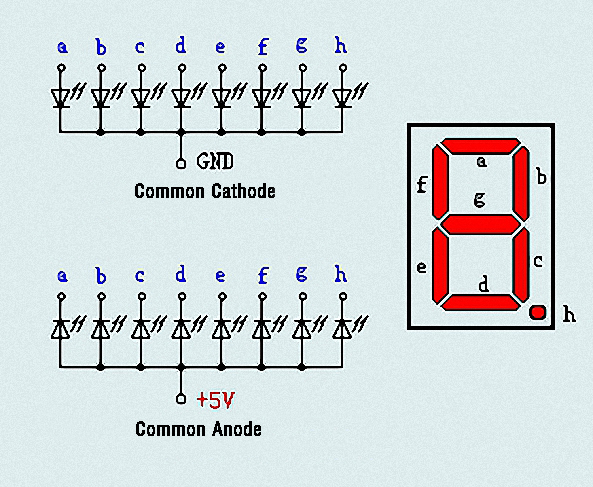 a b c d e f g h
GND
Common Cathode
a b c d e f g h
+5V
Common Anode
a
f
b
g
e
c
d
h